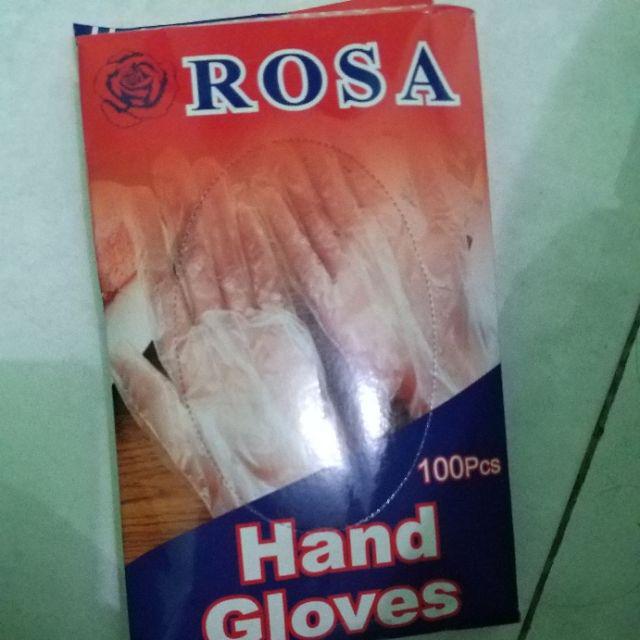 ROSA
100Pcs
Hand
Gloves